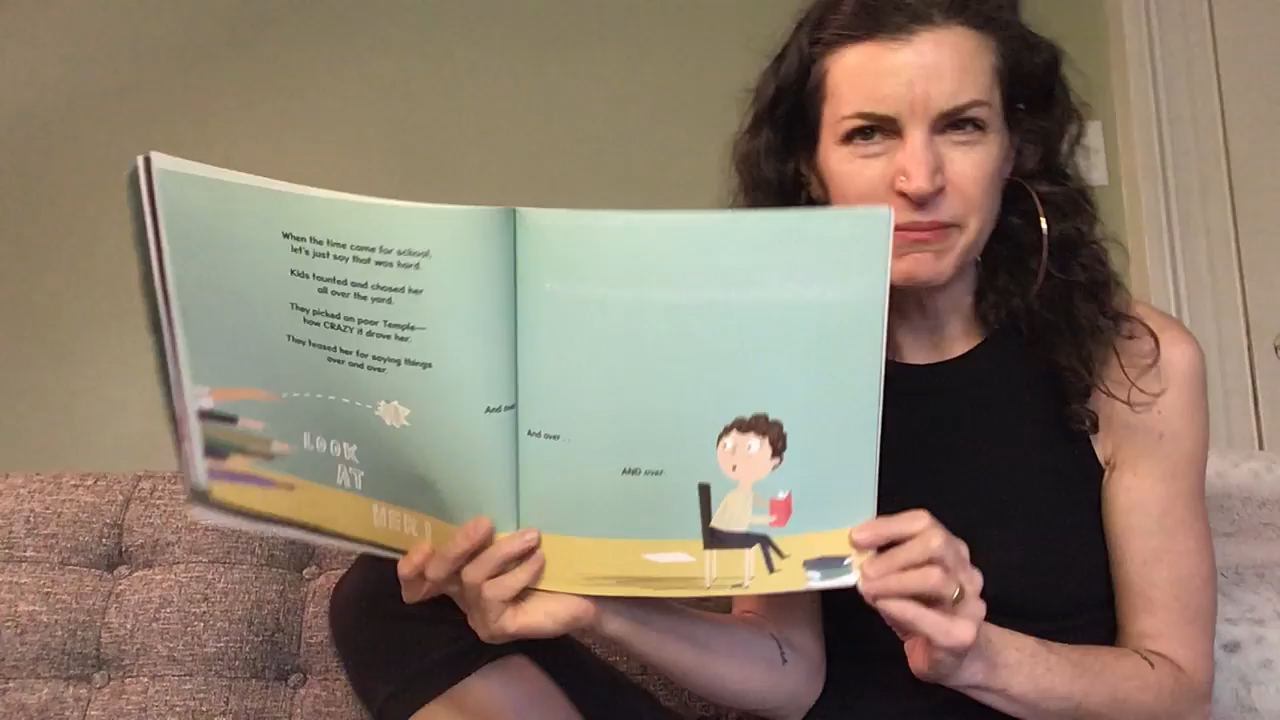 When the time came for school,
let's just say that was hard.
Kids taunted and chased her
all over the yard.
They picked on poor Temple—
how CRAZY it drove her.
They teased her for saying things
over and over.
And over
And over . .
AND over
LOOK
AT
HER!